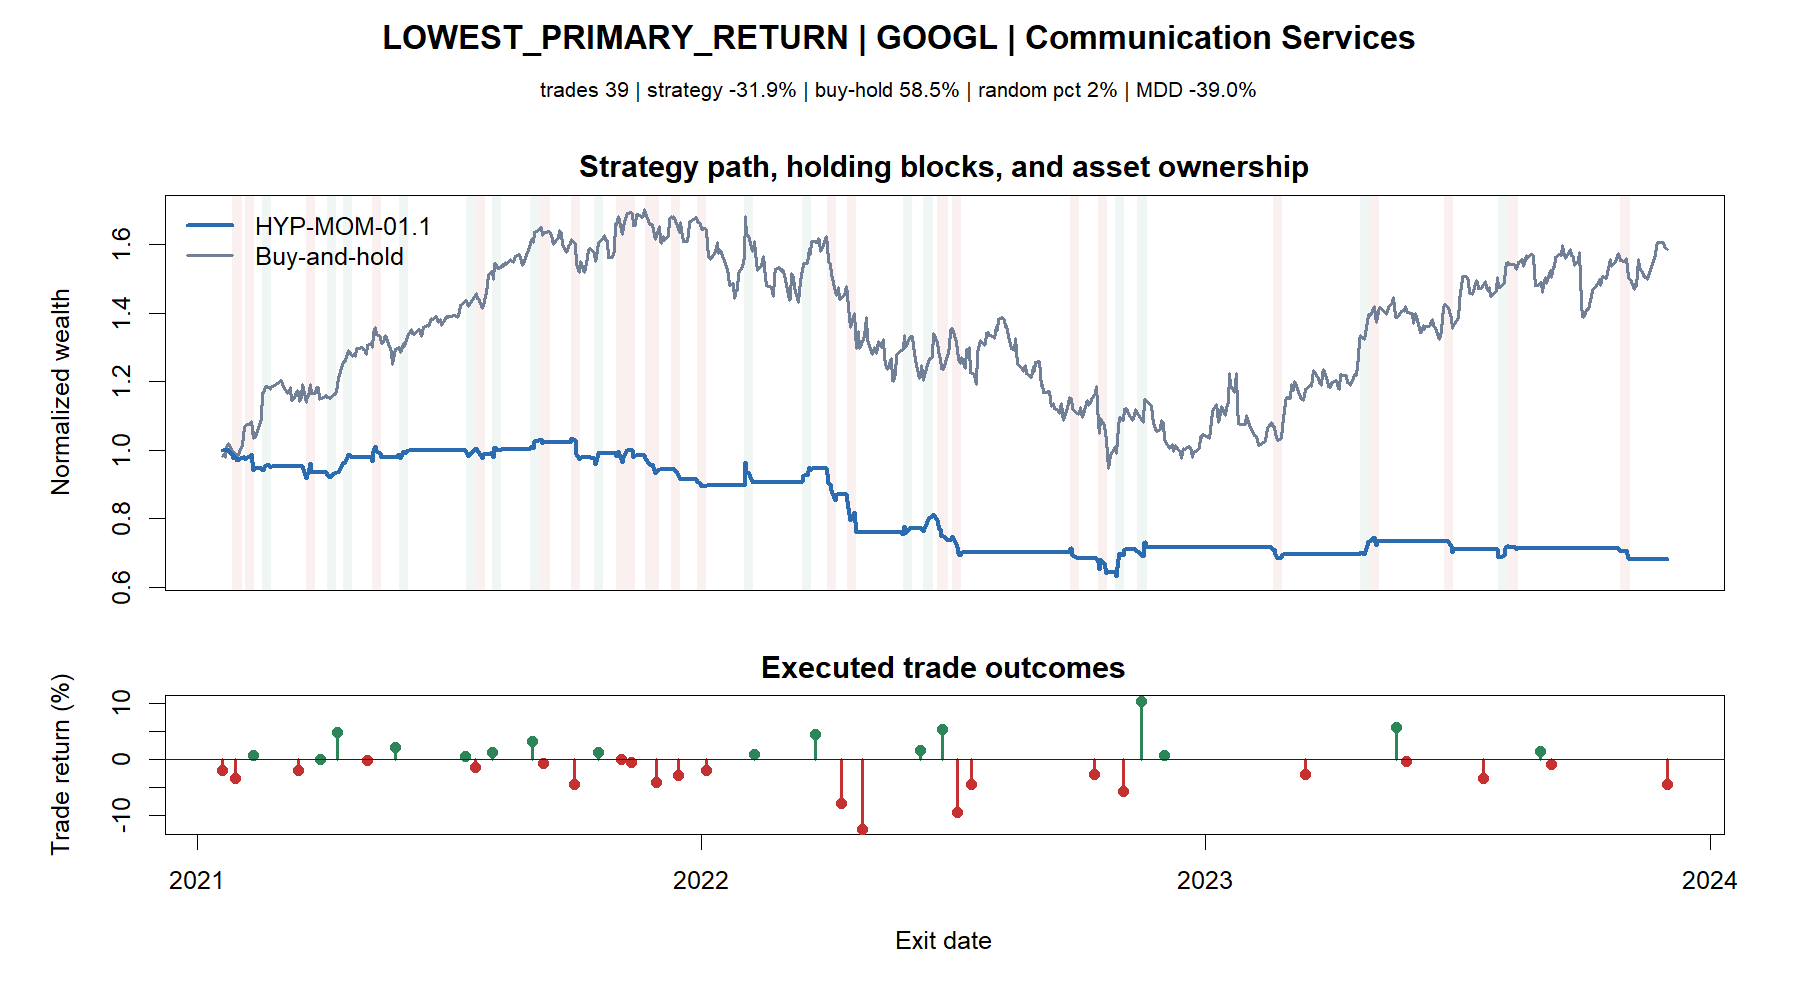 LOWEST_PRIMARY_RETURN | GOOGL | Communication Services
trades 39 | strategy -31.9% | buy-hold 58.5% | random pct 2% | MDD -39.0%
Strategy path, holding blocks, and asset ownership
HYP-MOM-01.1
Buy-and-hold
Normalized wealth
1.6
1.4
1.2
1.0
0.8
0.6
Executed trade outcomes
Trade return (%)
10
0
-10
2021
2022
2023
2024
Exit date